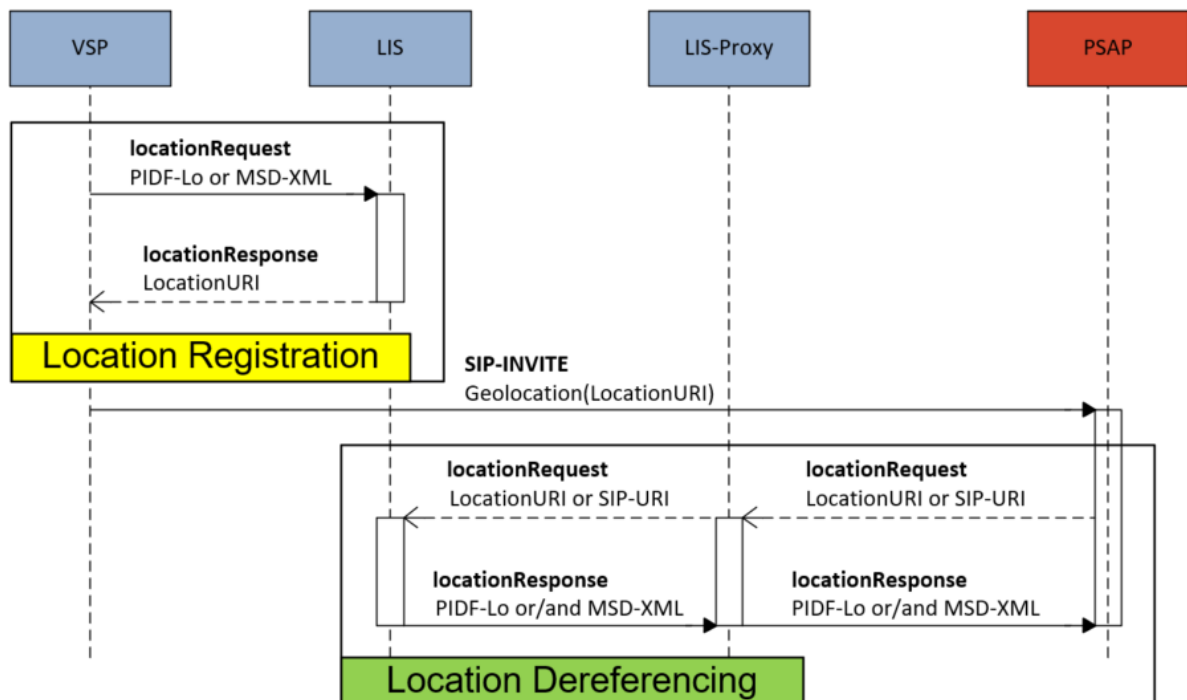 VSP
LIS
LIS-Proxy
PSAP
locationRequest
PIDF-Lo or MSD-XML
locationResponse
LocationURI
Location Registration
SIP-INVITE
Geolocation(LocationURI)
locationRequest
LocationURI or SIP-URI
locationRequest
LocationURI or SIP-URI
locationResponse
PIDF-Lo or/and MSD-XML
locationResponse
PIDF-Lo or/and MSD-XML
Location Dereferencing